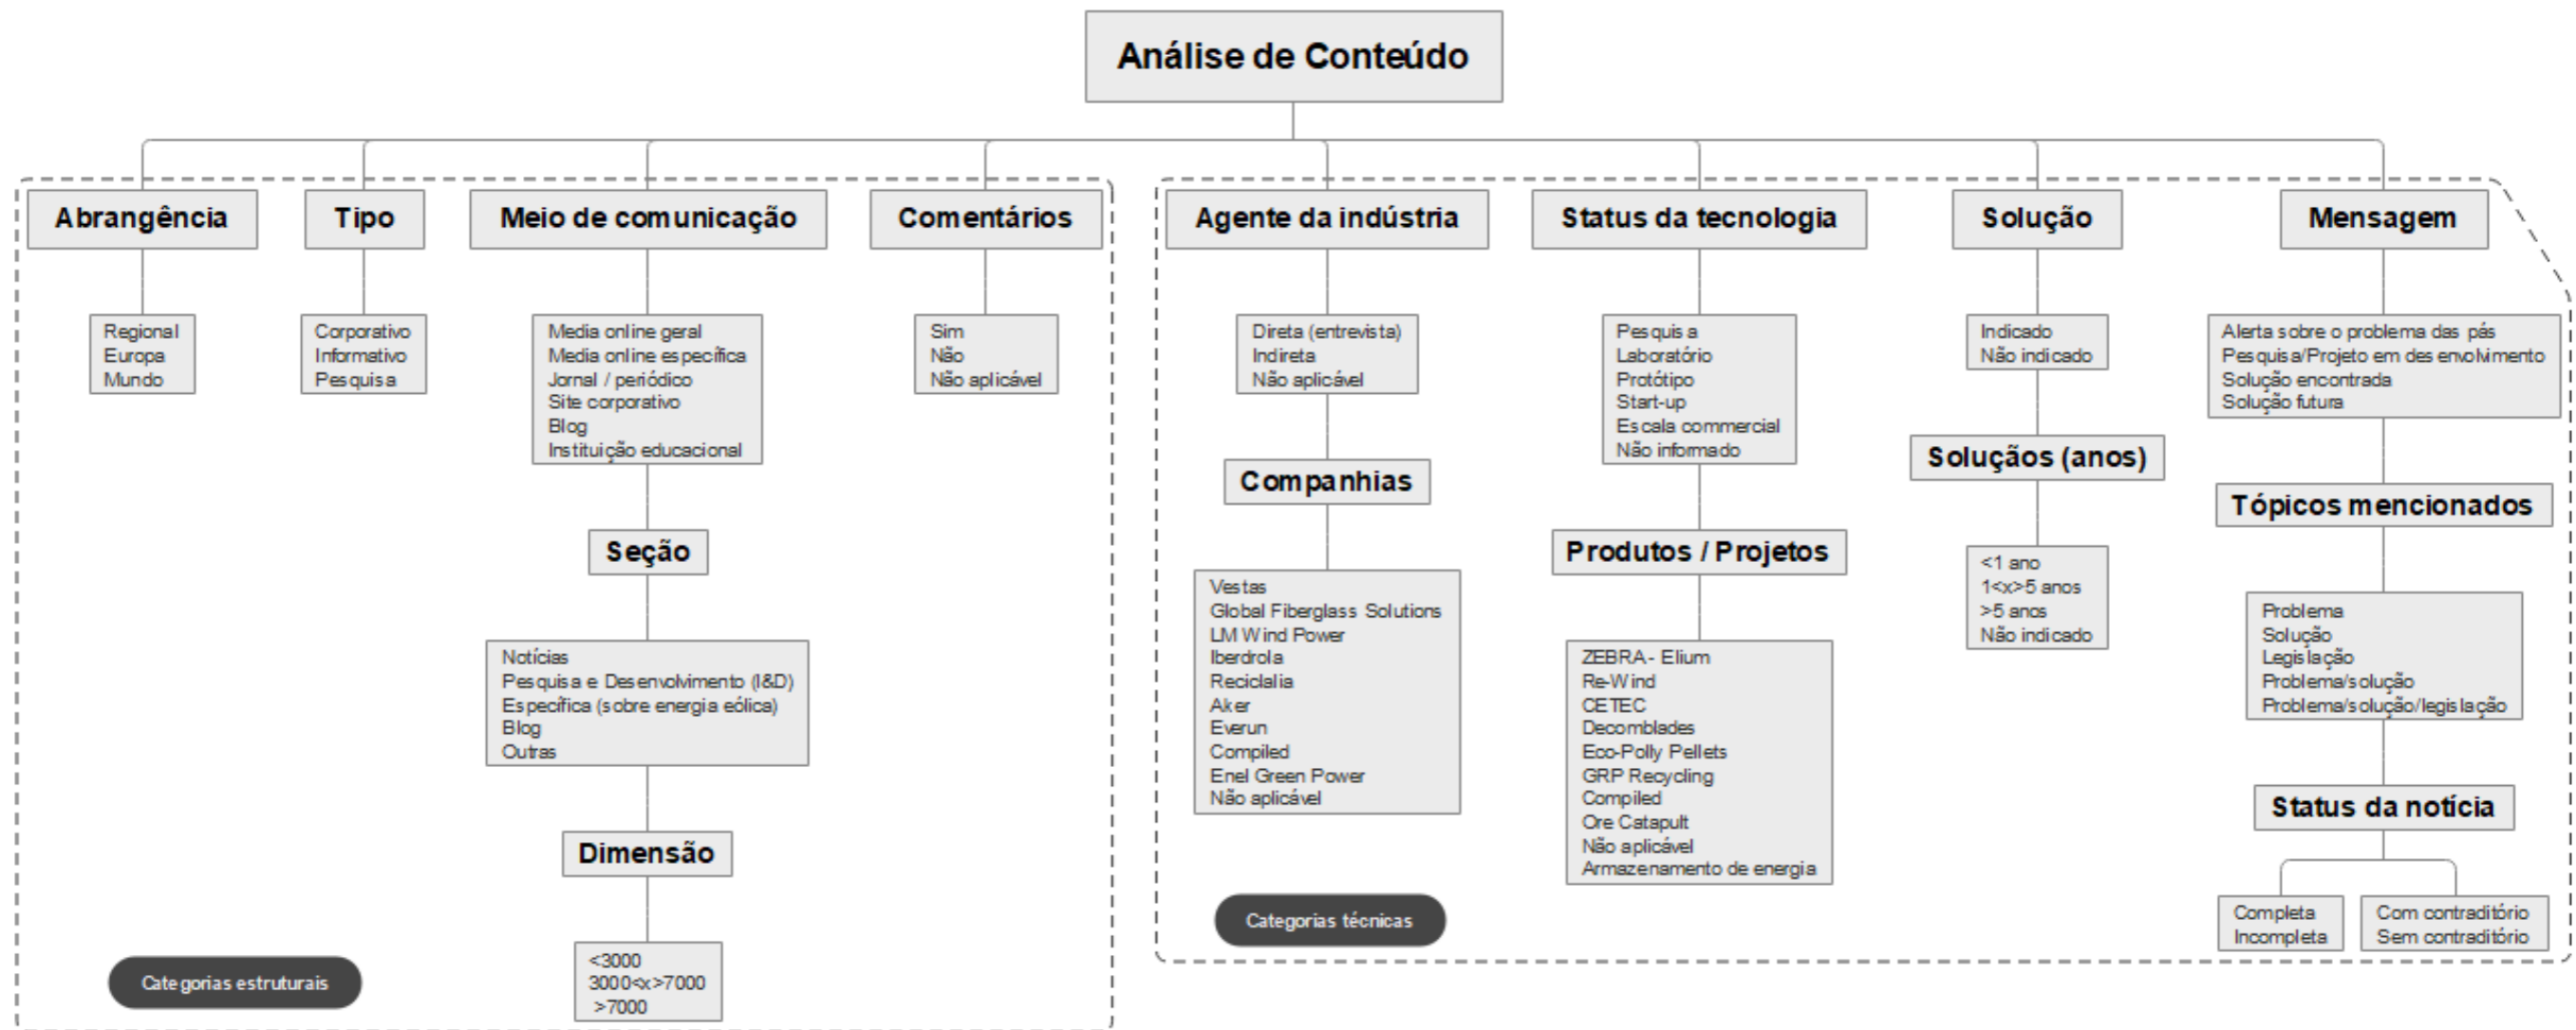 Análise de Conteúdo
Abrangência
Regional
Europa
Mundo
Tipo
Corporativo
Informativo
Pesquisa
Meio de comunicação
Media online geral
Media online específica
Jornal / periódico
Site corporativo
Blog
Instituição educacional
Seção
Notícias
Pesquisa e Desenvolvimento (I&D)
Específica (sobre energia eólica)
Blog
Outras
Dimensão
<3000
3000<x>7000
>7000
Comentários
Sim
Não
Não aplicável
Categorias estruturais
Agente da indústria
Direta (entrevista)
Indireta
Não aplicável
Companhias
Vestas
Global Fiberglass Solutions
LM Wind Power
Iberdrola
Reciclalia
Aker
Everun
Compiled
Enel Green Power
Não aplicável
Status da tecnologia
Pesquisa
Laboratório
Protótipo
Start-up
Escala commercial
Não informado
Produtos / Projetos
ZEBRA - Elium
Re-Wind
CETEC
Decomblades
Eco-Polly Pellets
GRP Recycling
Compiled
Ore Catapult
Não aplicável
Armazenamento de energia
Solução
Indicado
Não indicado
Soluçãos (anos)
<1 ano
1<x>5 anos
>5 anos
Não indicado
Mensagem
Alerta sobre o problema das pás
Pesquisa/Projeto em desenvolvimento
Solução encontrada
Solução futura
Tópicos mencionados
Problema
Solução
Legislação
Problema/solução
Problema/solução/legislação
Status da notícia
Completa
Incompleta
Com contraditório
Sem contraditório
Categorias técnicas